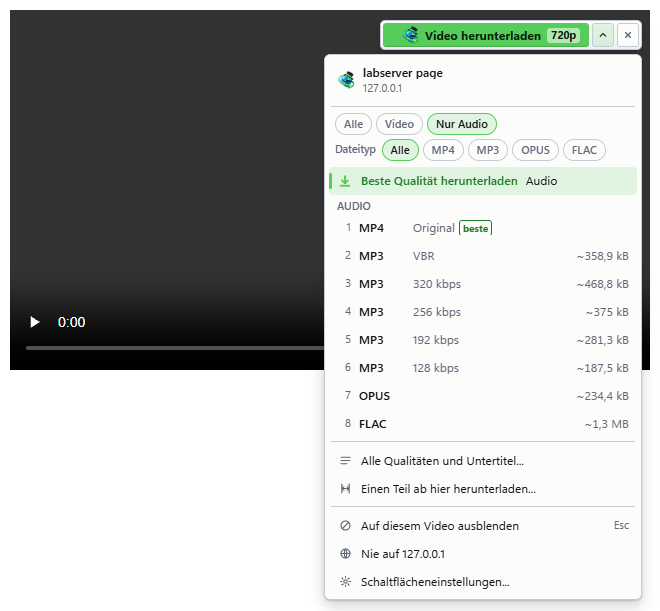 Video herunterladen 720p
labserver page
127.0.0.1
Alle Video Nur Audio
Dateityp Alle MP4 MP3 OPUS FLAC
Beste Qualität herunterladen Audio
AUDIO
1 MP4 Original beste
2 MP3 VBR ~358,9 kB
3 MP3 320 kbps ~468,8 kB
4 MP3 256 kbps ~375 kB
5 MP3 192 kbps ~281,3 kB
6 MP3 128 kbps ~187,5 kB
7 OPUS ~234,4 kB
8 FLAC ~1,3 MB
0:00
Alle Qualitäten und Untertitel...
Einen Teil ab hier herunterladen...
Auf diesem Video ausblenden Esc
Nie auf 127.0.0.1
Schaltflächeneinstellungen...